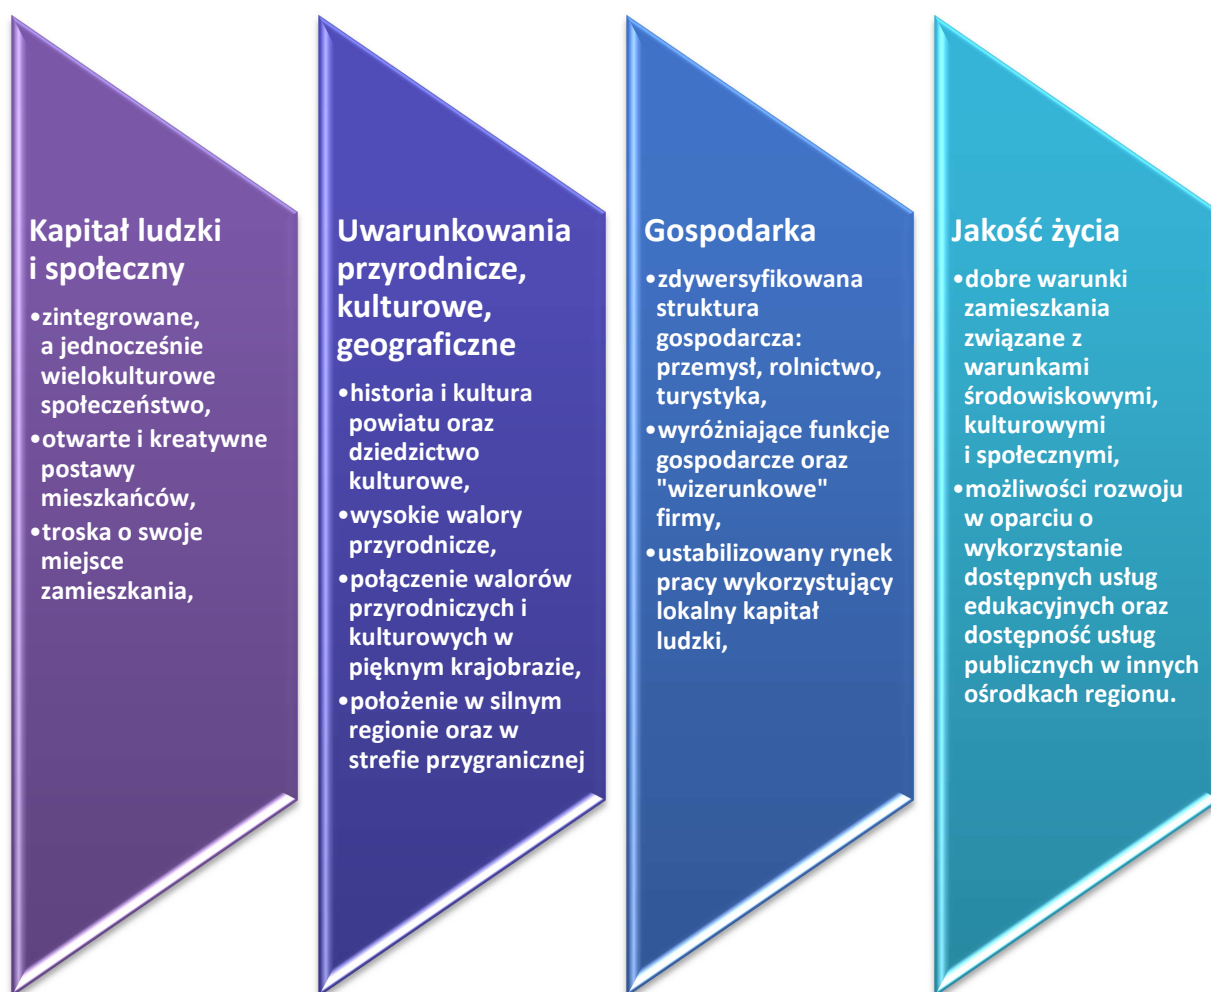 Kapitał ludzki
i społeczny
•zintegrowane,
a jednocześnie
wielokulturowe
społeczeństwo,
•otwarte i kreatywne
postawy
mieszkańców,
•troska o swoje
miejsce
zamieszkania,
Uwarunkowania
przyrodnicze,
kulturowe,
geograficzne
•historia i kultura
powiatu oraz
dziedzictwo
kulturowe,
•wysokie walory
przyrodnicze,
•połączenie walorów
przyrodniczych i
kulturowych w
pięknym krajobrazie,
•położenie w silnym
regionie oraz w
strefie przygranicznej
Gospodarka
•zdywersyfikowana
struktura
gospodarcza:
przemysł, rolnictwo,
turystyka,
•wyróżniające funkcje
gospodarcze oraz
"wizerunkowe"
firmy,
•ustabilizowany rynek
pracy wykorzystujący
lokalny kapitał
ludzki,
Jakość życia
•dobre warunki
zamieszkania
związane z
warunkami
środowiskowymi,
kulturowymi
i społecznymi,
•możliwości rozwoju
w oparciu o
wykorzystanie
dostępnych usług
edukacyjnych oraz
dostępność usług
publicznych w innych
ośrodkach regionu.